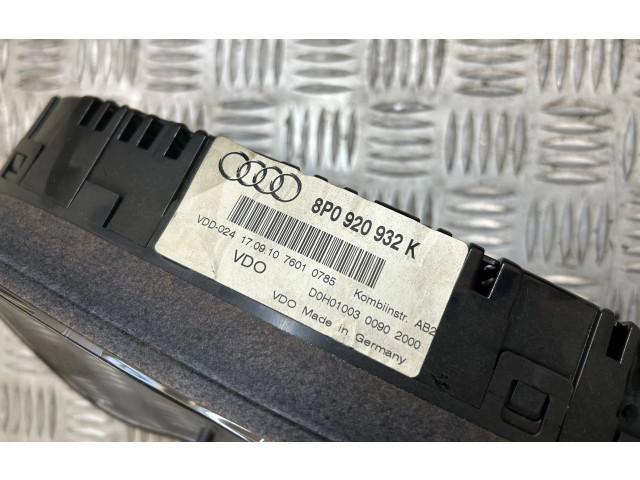 8P0 920 932 K
VDD-024 17.09.10 7601 0785 Kombiinstr. AB2
VDO D0H01003 0090 2000
VDO Made in Germany